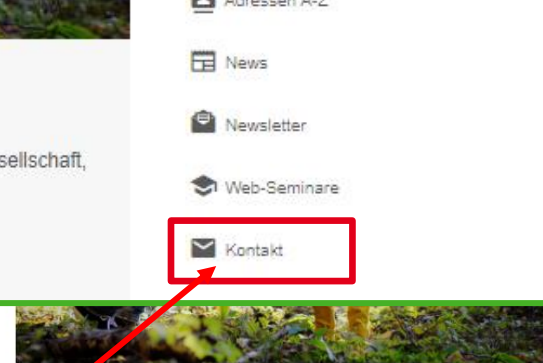 Adressen A-Z
News
Newsletter
sellschaft,
Web-Seminare
Kontakt